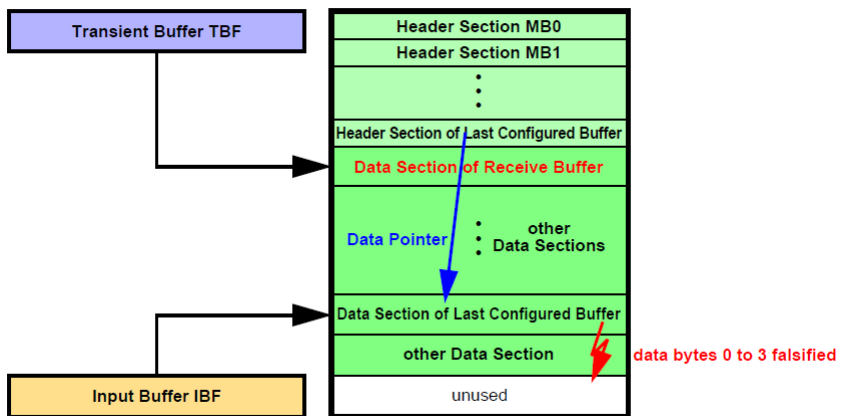 Transient Buffer TBF
Header Section MB0
Header Section MB1
Header Section of Last Configured Buffer
Data Section of Receive Buffer
Data Pointer
other
Data Sections
Data Section of Last Configured Buffer
other Data Section
data bytes 0 to 3 falsified
Input Buffer IBF
unused